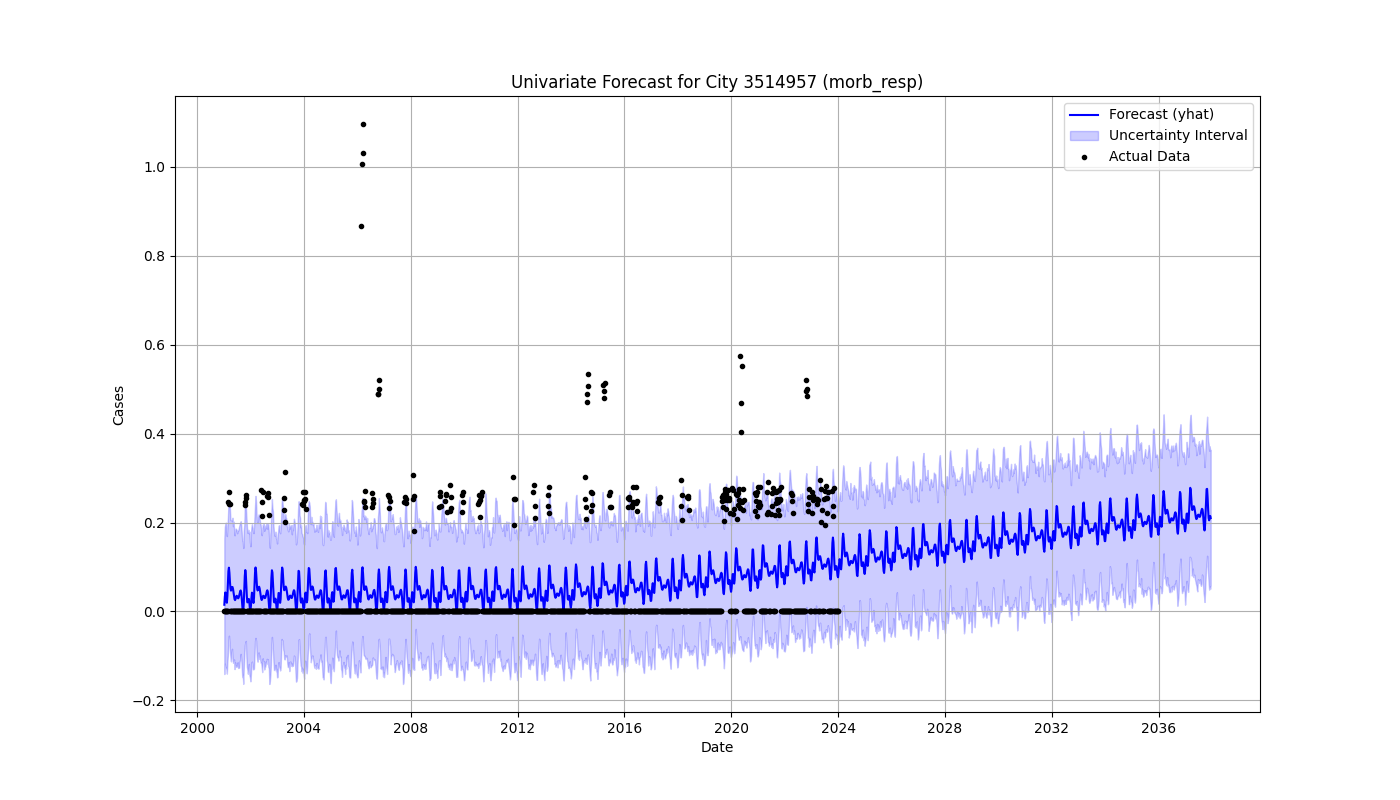 Univariate Forecast for City 3514957 (morb_resp)
Forecast (yhat)
Uncertainty Interval
Actual Data
Cases
1.0
0.8
0.6
0.4
0.2
0.0
−0.2
2000 2004 2008 2012 2016 2020 2024 2028 2032 2036
Date